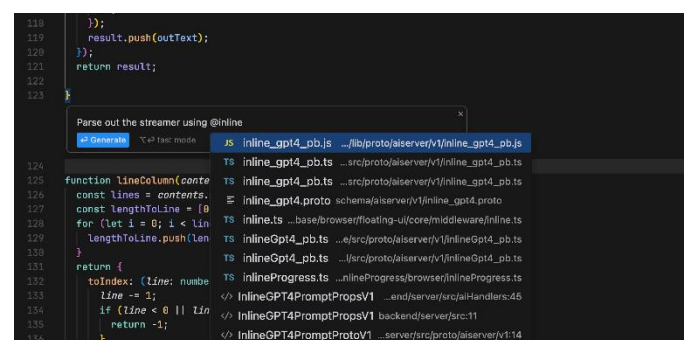 118 });
119 result.push(outText);
120 });
121 return result;
122
123 }
Parse out the streamer using @inline
Generate fast mode
JS inline_gpt4_pb.js .../lib/proto/aiserver/v1/inline_gpt4_pb.js
TS inline_gpt4_pb.ts ...src/proto/aiserver/v1/inline_gpt4_pb.ts
TS inline_gpt4_pb.ts ...src/proto/aiserver/v1/inline_gpt4_pb.ts
inline_gpt4.proto schema/aiserver/v1/inline_gpt4.proto
TS inline.ts ...base/browser/floating-ui/core/middleware/inline.ts
TS inlineGpt4_pb.ts ...e/src/proto/aiserver/v1/inlineGpt4_pb.ts
TS inlineGpt4_pb.ts ...l/src/proto/aiserver/v1/inlineGpt4_pb.ts
TS inlineProgress.ts ...nlineProgress/browser/inlineProgress.ts
</> InlineGPT4PromptPropsV1 ...end/server/src/aiHandlers:45
</> InlineGPT4PromptPropsV1 backend/server/src:11
</> InlineGPT4PromptProtoV1 ...server/src/proto/aiserver/v1:14
124
125 function lineColumn(conte
126 const lines = contents.
127 const lengthToLine = [0
128 for (let i = 0; i < lin
129 lengthToLine.push(len
130 }
131 return {
132 toIndex: (line: numbe
133 line -= 1;
134 if (line < 0 || lin
135 return -1;
136 }